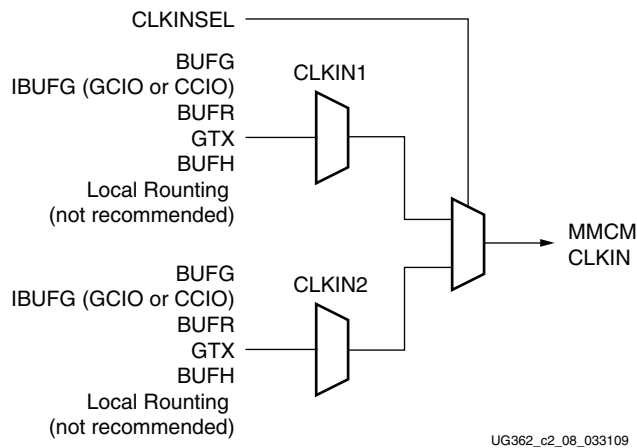 CLKINSEL
BUFG
IBUFG (GCIO or CCIO)
BUFR
GTX
BUFH
Local Rounting
(not recommended)
CLKIN1
MMCM
CLKIN
BUFG
IBUFG (GCIO or CCIO)
BUFR
GTX
BUFH
Local Rounting
(not recommended)
CLKIN2
UG362_c2_08_033109